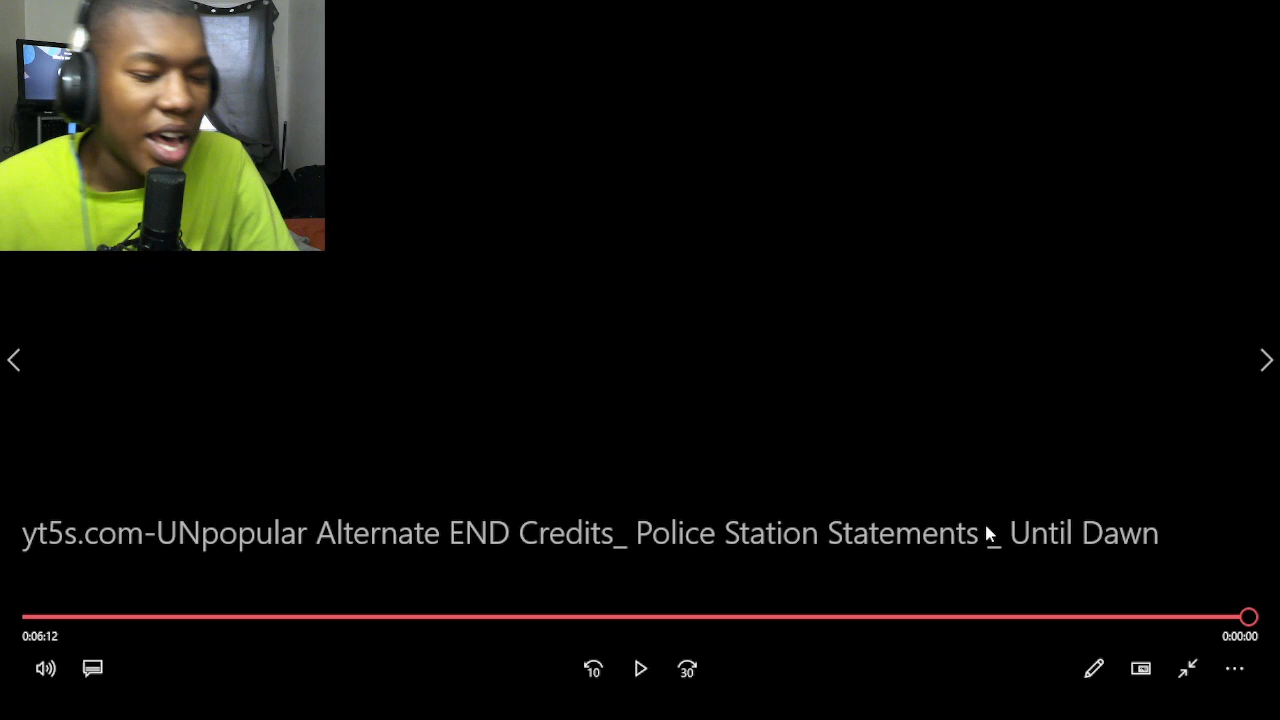 yt5s.com-UNpopular Alternate END Credits_ Police Station Statements _ Until Dawn
0:06:12
0:00:00
10
30